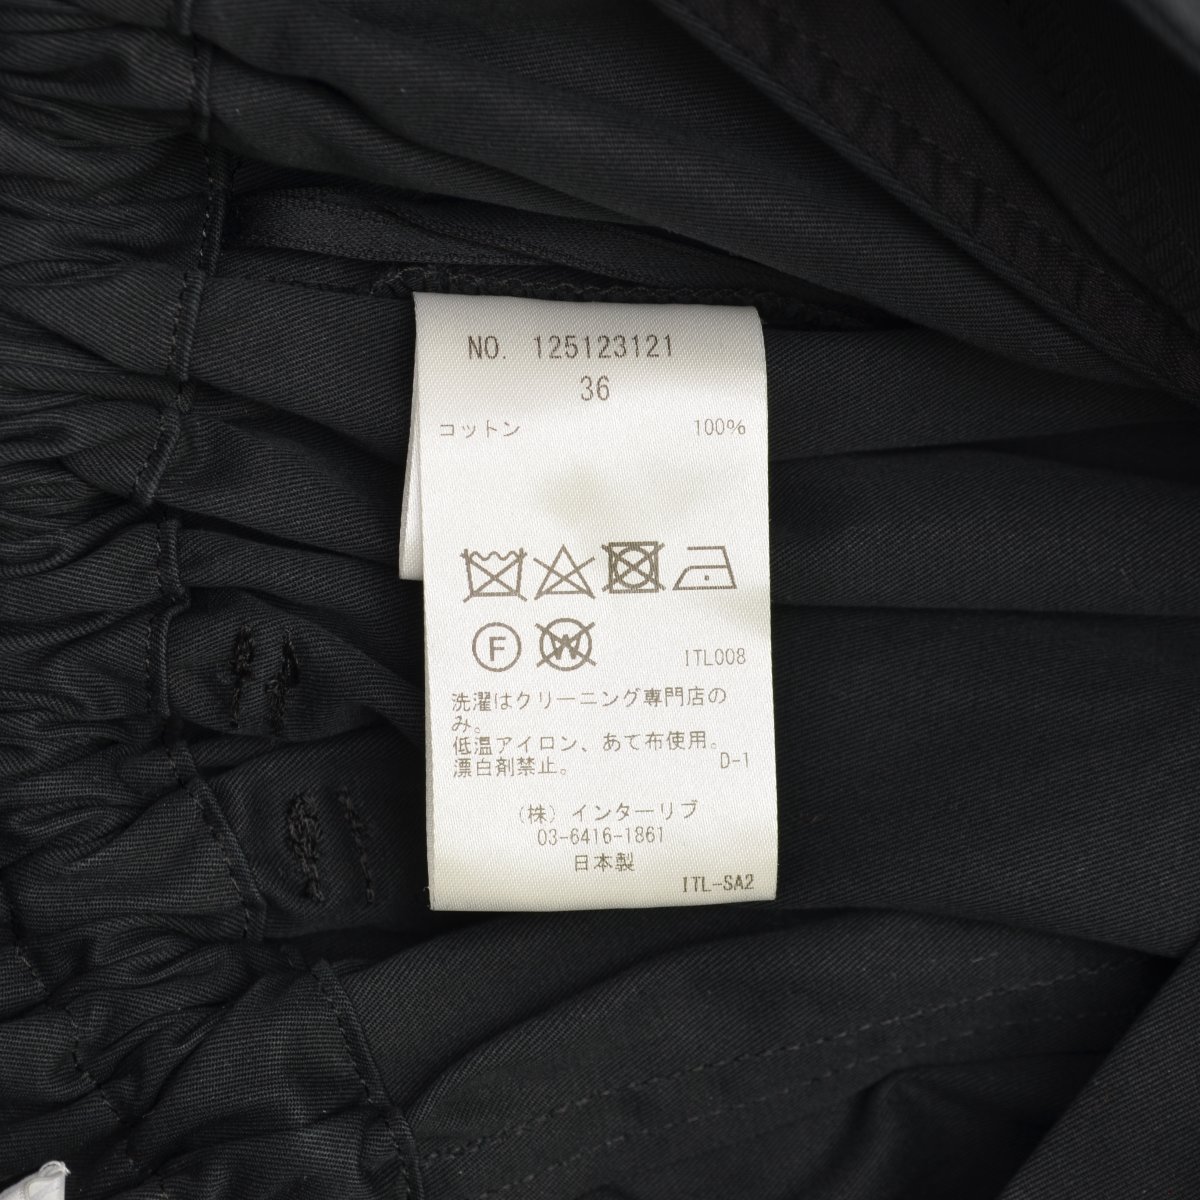 NO. 125123121
36
コットン 100%
F W
ITL008
洗濯はクリーニング専門店の
み。
低温アイロン、あて布使用。
漂白剤禁止。 D-1
(株) インターリブ
03-6416-1861
日本製
ITL-SA2